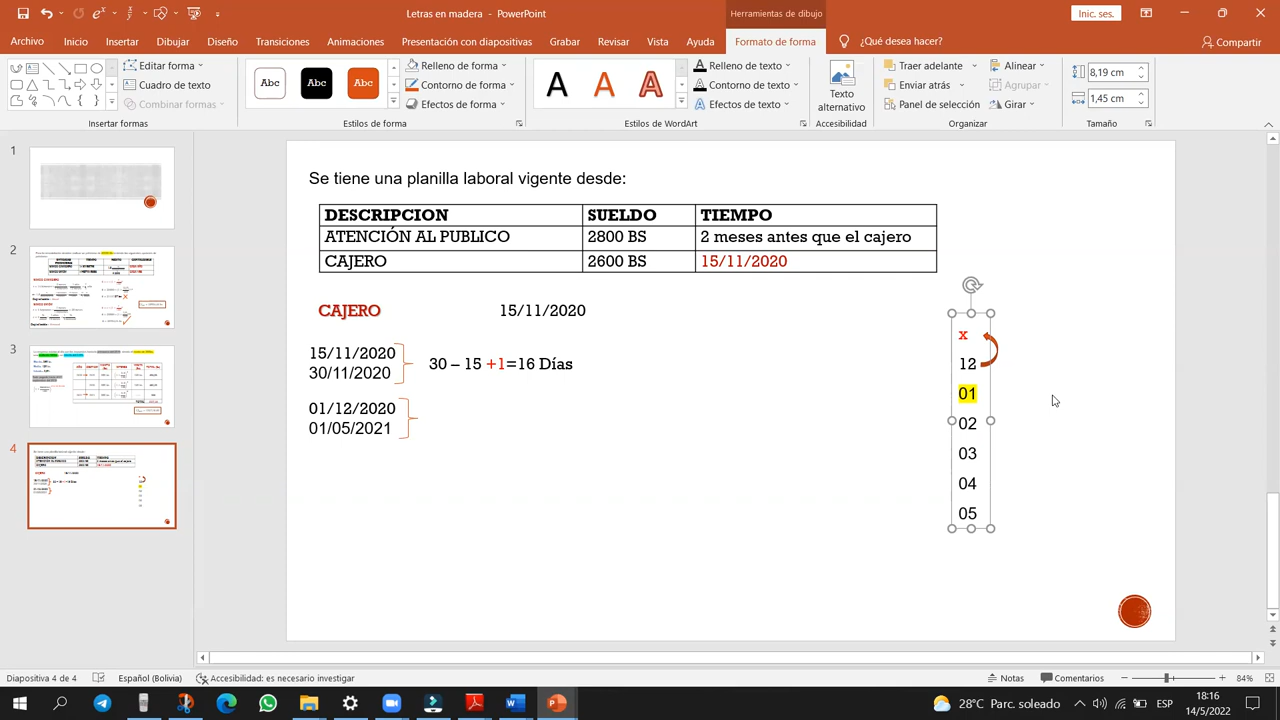 Letras en madera - PowerPoint
Herramientas de dibujo
Inic. ses.
Archivo Inicio Insertar Dibujar Diseño Transiciones Animaciones Presentación con diapositivas Grabar Revisar Vista Ayuda Formato de forma ¿Qué desea hacer? Compartir
Editar forma
Cuadro de texto
Combinar formas
Insertar formas
Abc Abc Abc
Relleno de forma
Contorno de forma
Efectos de forma
Estilos de forma
A A A
Relleno de texto
Contorno de texto
Efectos de texto
Estilos de WordArt
Texto
alternativo
Accesibilidad
Traer adelante
Enviar atrás
Panel de selección
Alinear
Agrupar
Girar
Organizar
8,19 cm
1,45 cm
Tamaño
1
2
3
4
Se tiene una planilla laboral vigente desde:
DESCRIPCION SUELDO TIEMPO
ATENCIÓN AL PUBLICO 2800 BS 2 meses antes que el cajero
CAJERO 2600 BS 15/11/2020
CAJERO 15/11/2020
15/11/2020
30/11/2020
30 – 15 +1=16 Días
01/12/2020
01/05/2021
x
12
01
02
03
04
05
Diapositiva 4 de 4 Español (Bolivia) Accesibilidad: es necesario investigar Notas Comentarios 84%
28°C Parc. soleado ESP 18:16
14/5/2022